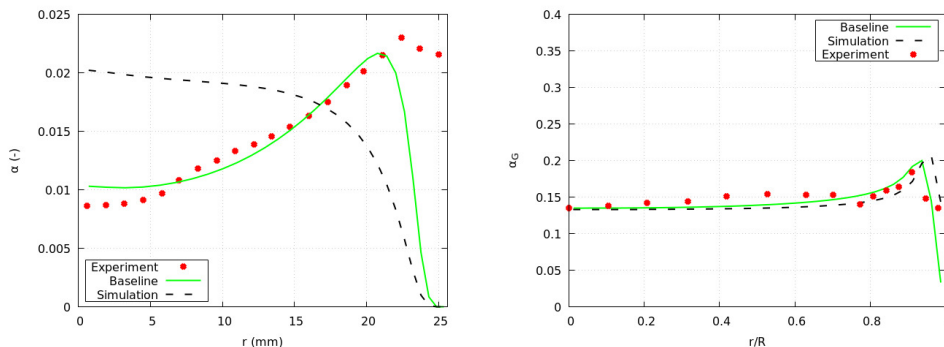 0.025
0.02
0.015
0.01
0.005
0
α (-)
Experiment
Baseline
Simulation
0 5 10 15 20 25
r (mm)
0.4
0.35
0.3
0.25
0.2
0.15
0.1
0.05
0
αG
Baseline
Simulation
Experiment
0 0.2 0.4 0.6 0.8 1
r/R